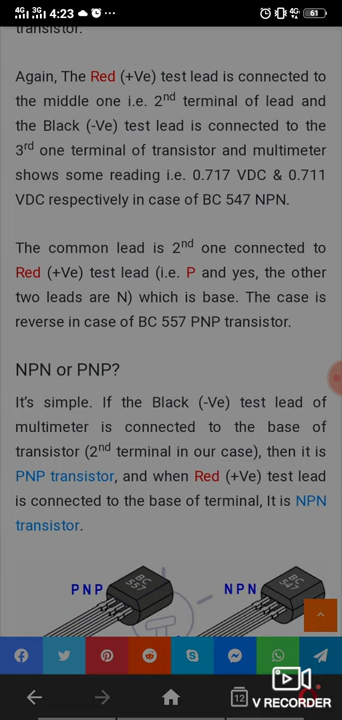 4G 3G 4:23 4G 61
transistor.
Again, The Red (+Ve) test lead is connected to
the middle one i.e. 2nd terminal of lead and
the Black (-Ve) test lead is connected to the
3rd one terminal of transistor and multimeter
shows some reading i.e. 0.717 VDC & 0.711
VDC respectively in case of BC 547 NPN.
The common lead is 2nd one connected to
Red (+Ve) test lead (i.e. P and yes, the other
two leads are N) which is base. The case is
reverse in case of BC 557 PNP transistor.
NPN or PNP?
It's simple. If the Black (-Ve) test lead of
multimeter is connected to the base of
transistor (2nd terminal in our case), then it is
PNP transistor, and when Red (+Ve) test lead
is connected to the base of terminal, It is NPN
transistor.
PNP BC 557 NPN BC 547
12 V RECORDER